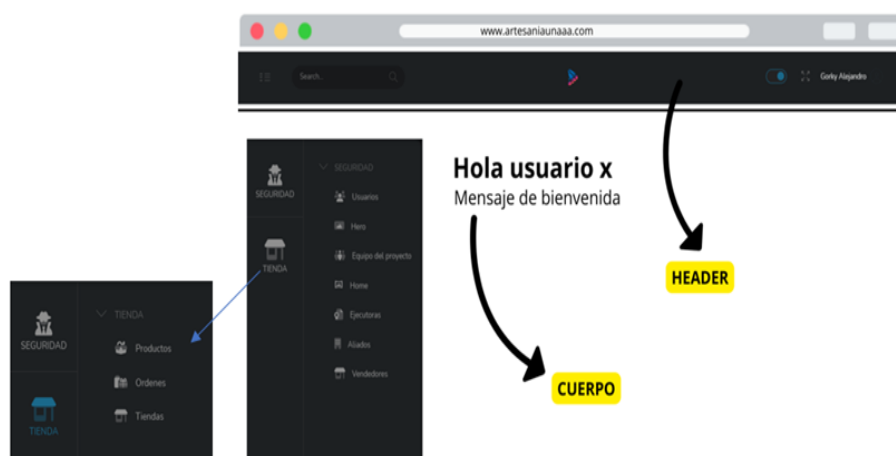 www.artesaniaunaaa.com
Search..
Gorky Alejandro
SEGURIDAD
TIENDA
SEGURIDAD
Usuarios
Hero
Equipo del proyecto
Home
Ejecutoras
Aliados
Vendedores
Hola usuario x
Mensaje de bienvenida
HEADER
CUERPO
SEGURIDAD
TIENDA
TIENDA
Productos
Ordenes
Tiendas